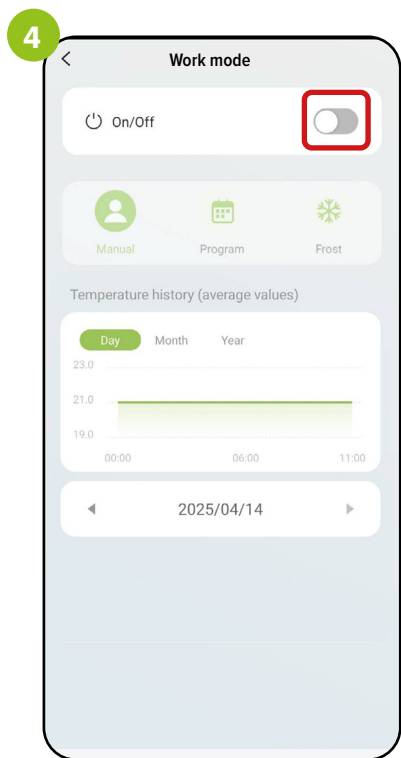 4
Work mode
On/Off
Manual Program Frost
Temperature history (average values)
Day Month Year
23.0
21.0
19.0
00:00 06:00 11:00
2025/04/14